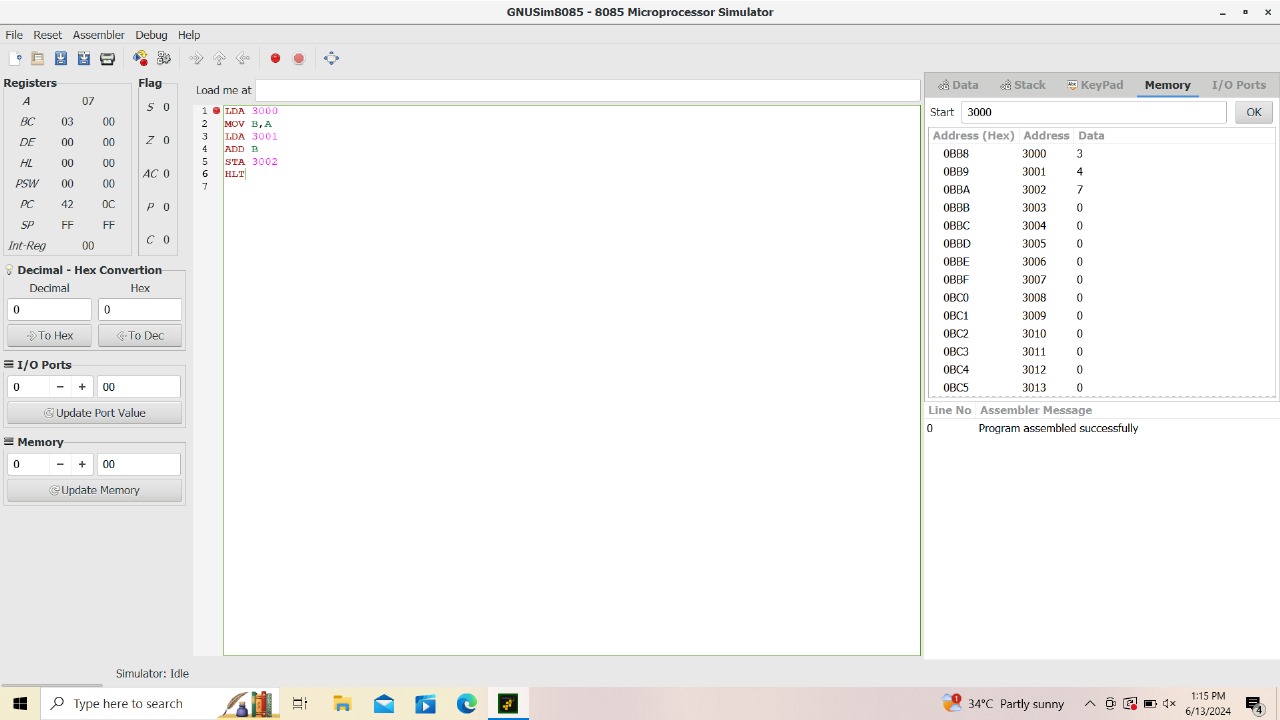 GNUSim8085 - 8085 Microprocessor Simulator
File Reset Assembler Debug Help
Registers
A 07
BC 03 00
DE 00 00
HL 00 00
PSW 00 00
PC 42 0C
SP FF FF
Int-Reg 00
Flag
S 0
Z 0
AC 0
P 0
C 0
Decimal - Hex Convertion
Decimal Hex
0 0
To Hex To Dec
I/O Ports
0 − + 00
Update Port Value
Memory
0 − + 00
Update Memory
Load me at
1 LDA 3000
2 MOV B,A
3 LDA 3001
4 ADD B
5 STA 3002
6 HLT
7
Data Stack KeyPad Memory I/O Ports
Start 3000 OK
Address (Hex) Address Data
0BB8 3000 3
0BB9 3001 4
0BBA 3002 7
0BBB 3003 0
0BBC 3004 0
0BBD 3005 0
0BBE 3006 0
0BBF 3007 0
0BC0 3008 0
0BC1 3009 0
0BC2 3010 0
0BC3 3011 0
0BC4 3012 0
0BC5 3013 0
Line No Assembler Message
0 Program assembled successfully
Simulator: Idle
Type here to search
34°C Partly sunny
1:15 PM
6/13/2024
4